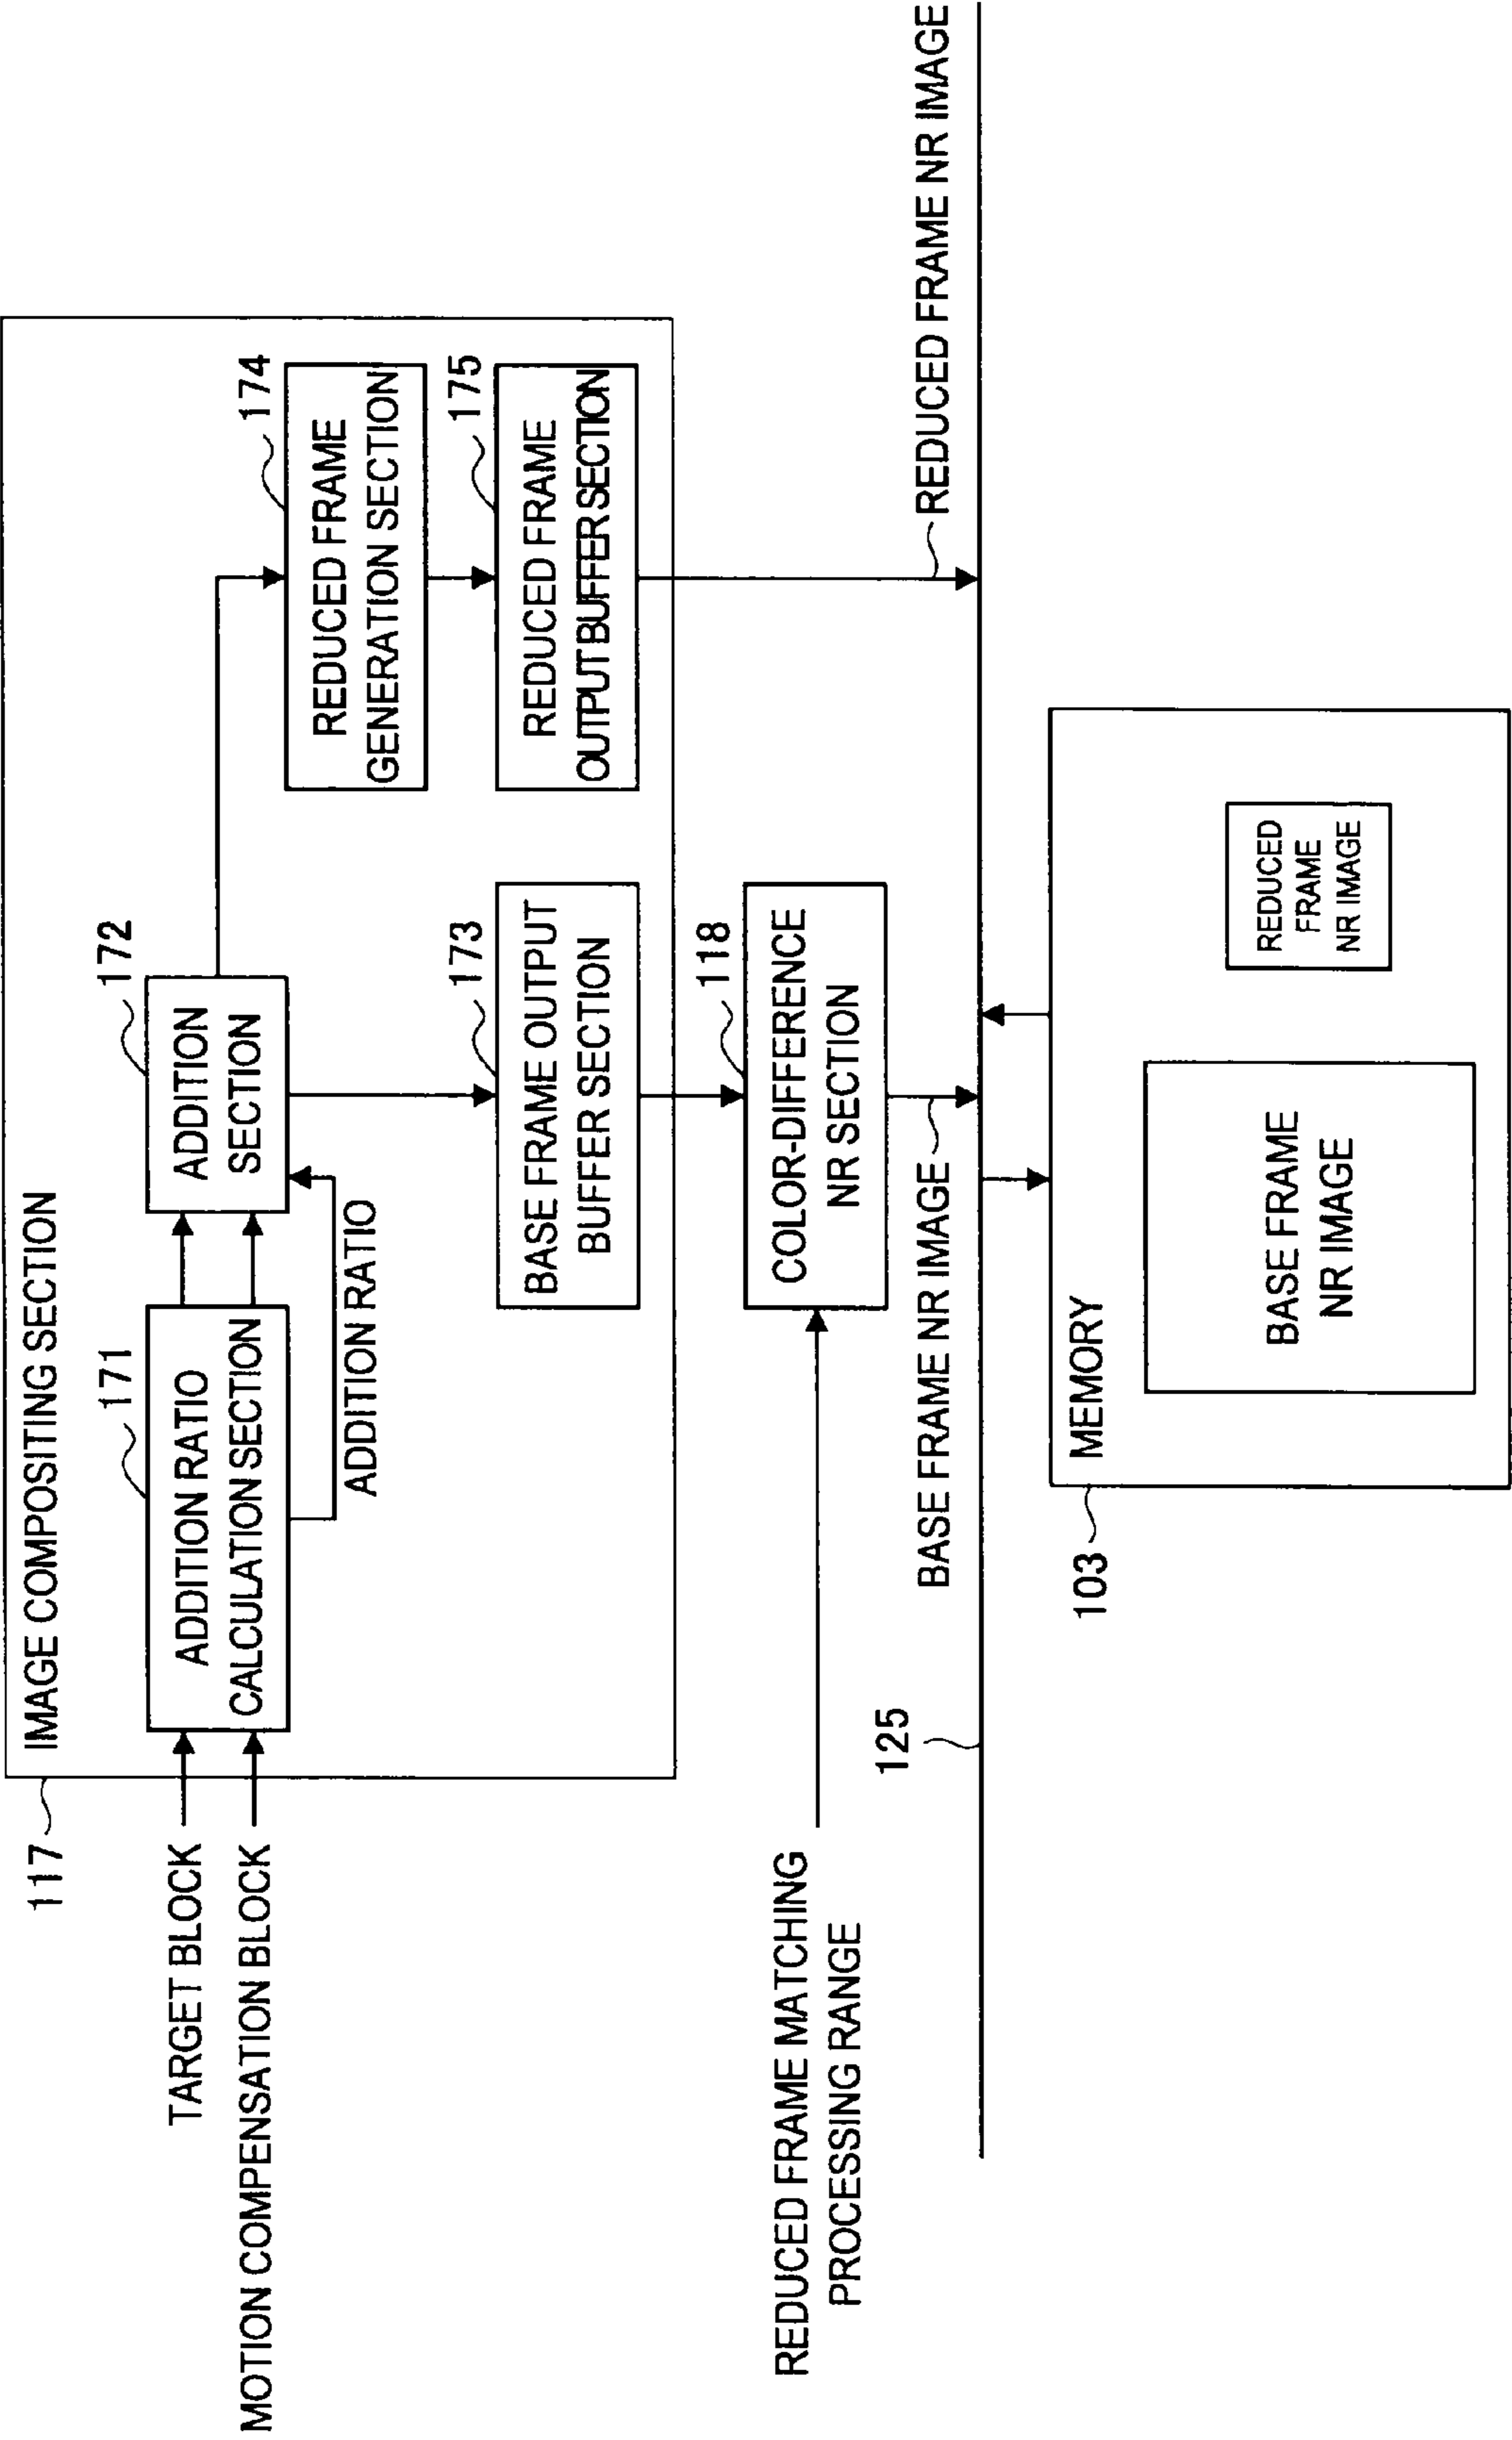 IMAGE COMPOSITING SECTION
117
171
172
174
TARGET BLOCK
MOTION COMPENSATION BLOCK
ADDITION RATIO
CALCULATION SECTION
ADDITION
SECTION
REDUCED FRAME
GENERATION SECTION
ADDITION RATIO
173
175
BASE FRAME OUTPUT
BUFFER SECTION
REDUCED FRAME
OUTPUT BUFFER SECTION
118
REDUCED FRAME MATCHING
PROCESSING RANGE
COLOR-DIFFERENCE
NR SECTION
125
BASE FRAME NR IMAGE
REDUCED FRAME NR IMAGE
103
MEMORY
BASE FRAME
NR IMAGE
REDUCED
FRAME
NR IMAGE